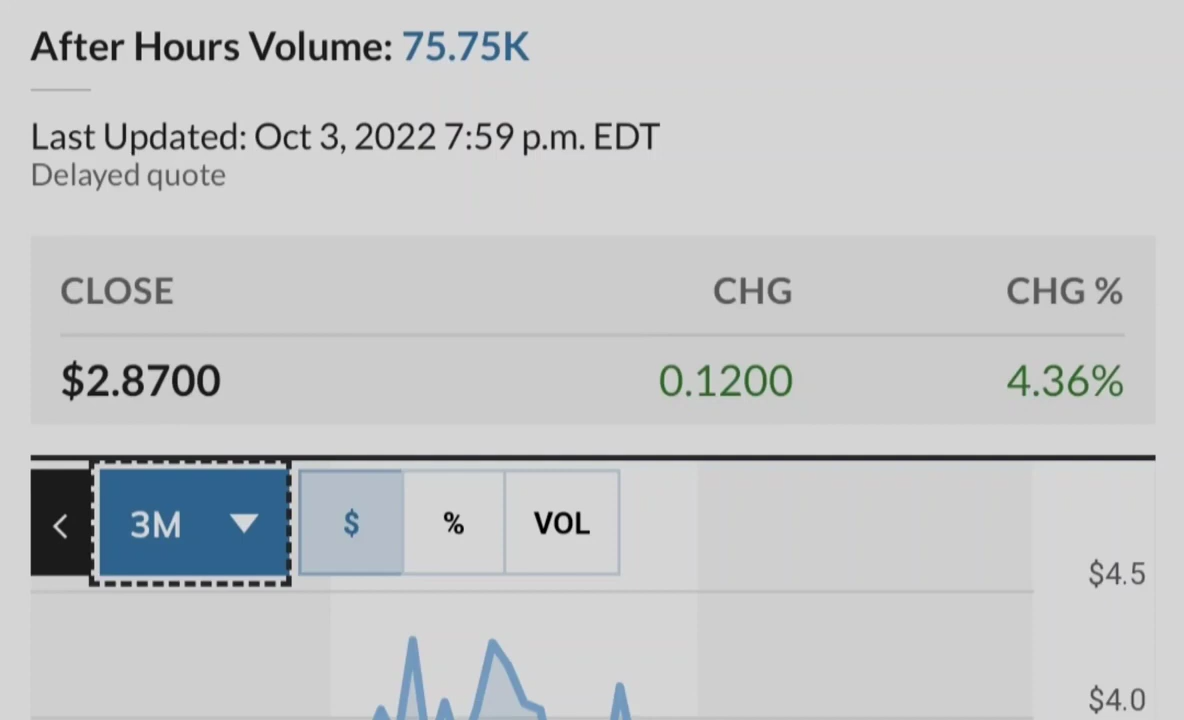 After Hours Volume: 75.75K
Last Updated: Oct 3, 2022 7:59 p.m. EDT
Delayed quote
CLOSE CHG CHG %
$2.8700 0.1200 4.36%
3M $ % VOL
$4.5
$4.0